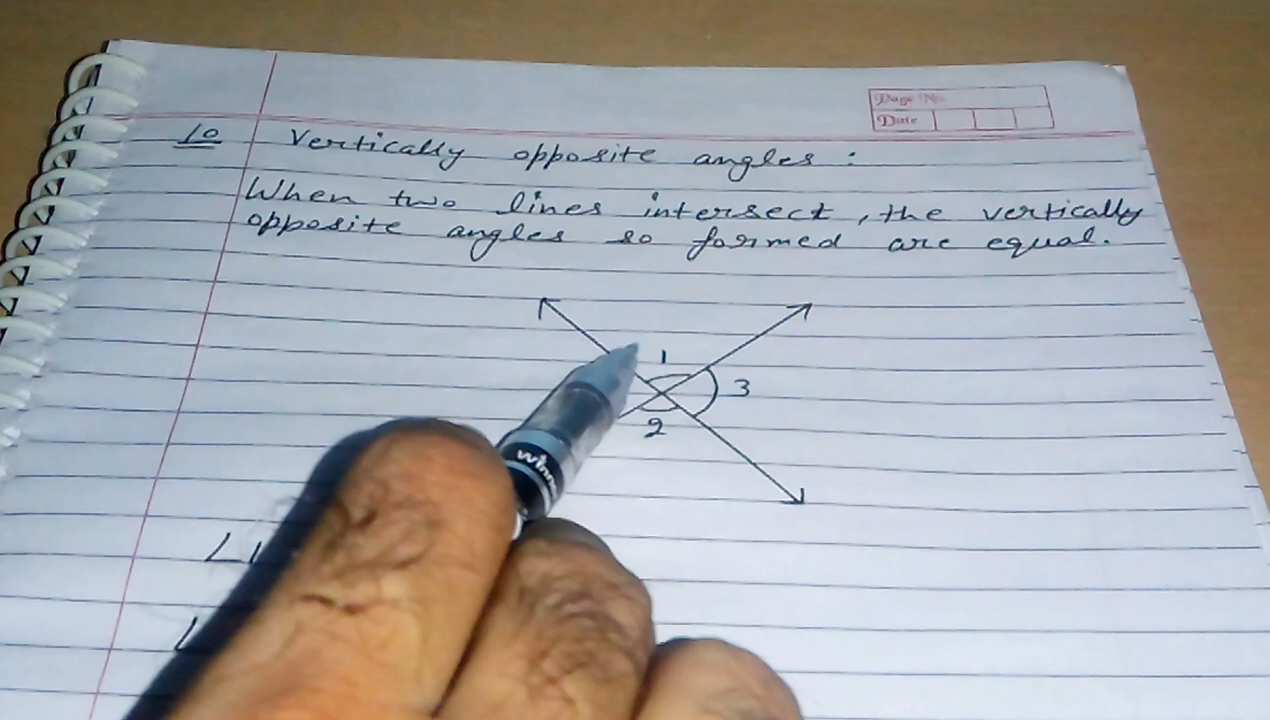 Page No.
Date
10 Vertically opposite angles :
When two lines intersect, the vertically
opposite angles so formed are equal.
1
3
2
∠1